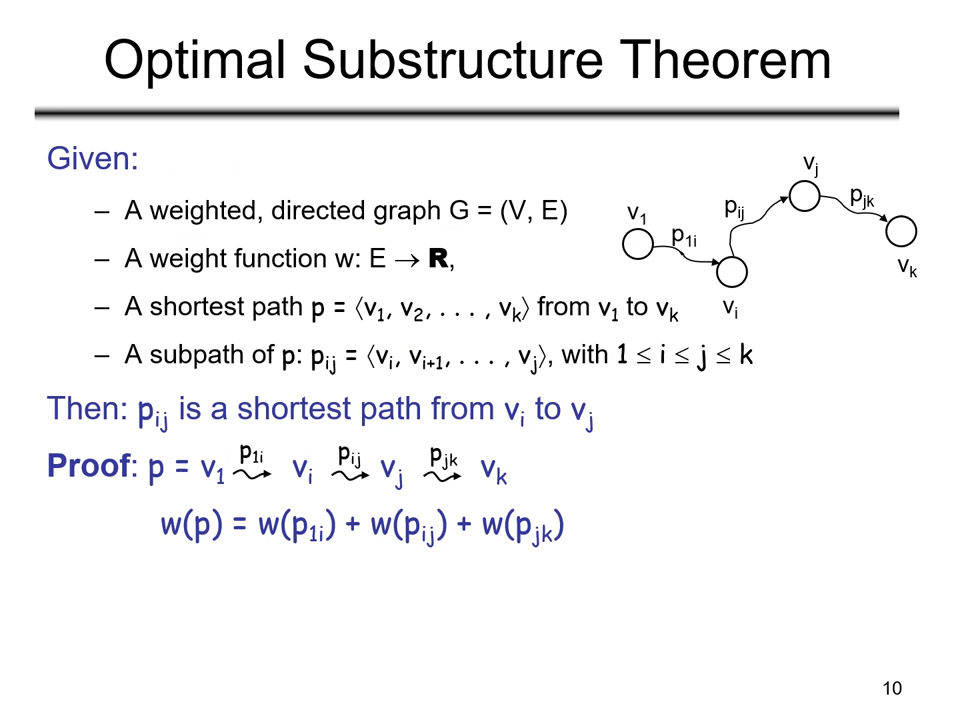 Optimal Substructure Theorem
Given:
– A weighted, directed graph G = (V, E)
– A weight function w: E → R,
– A shortest path p = ⟨v₁, v₂, . . . , vₖ⟩ from v₁ to vₖ
– A subpath of p: pᵢⱼ = ⟨vᵢ, vᵢ₊₁, . . . , vⱼ⟩, with 1 ≤ i ≤ j ≤ k
v₁
p₁ᵢ
vᵢ
pᵢⱼ
vⱼ
pⱼₖ
vₖ
Then: pᵢⱼ is a shortest path from vᵢ to vⱼ
p₁ᵢ pᵢⱼ pⱼₖ
Proof: p = v₁ ⇝ vᵢ ⇝ vⱼ ⇝ vₖ
w(p) = w(p₁ᵢ) + w(pᵢⱼ) + w(pⱼₖ)
10